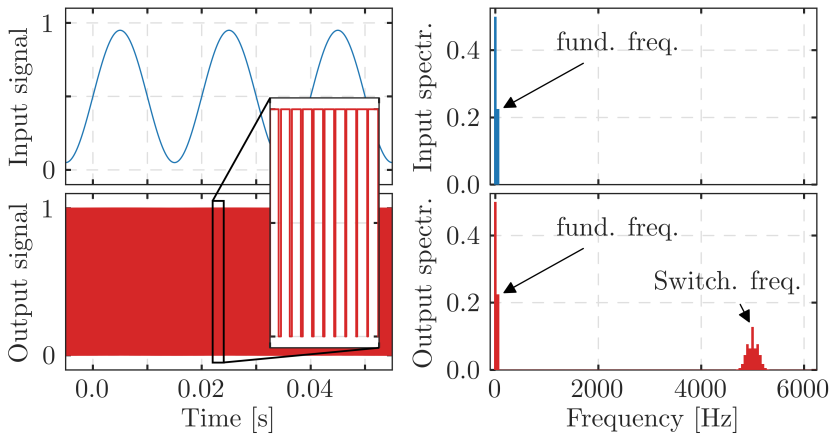 Input signal
1
0
Input spectr.
0.4
0.2
0.0
fund. freq.
Output signal
1
0
0.0
0.02
0.04
Time [s]
Output spectr.
0.4
0.2
0.0
fund. freq.
Switch. freq.
0
2000
4000
6000
Frequency [Hz]